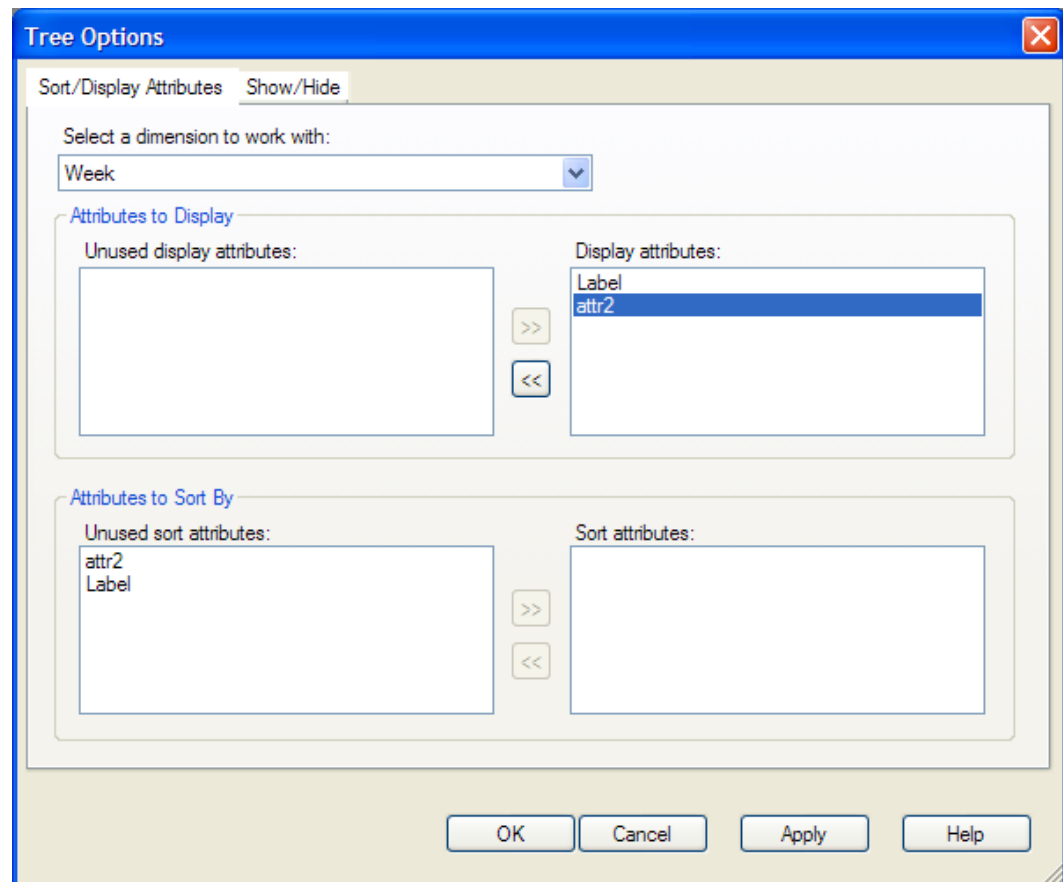 Tree Options
Sort/Display Attributes Show/Hide
Select a dimension to work with:
Week
Attributes to Display
Unused display attributes: Display attributes:
Label
attr2
>>
<<
Attributes to Sort By
Unused sort attributes: Sort attributes:
attr2
Label
>>
<<
OK Cancel Apply Help